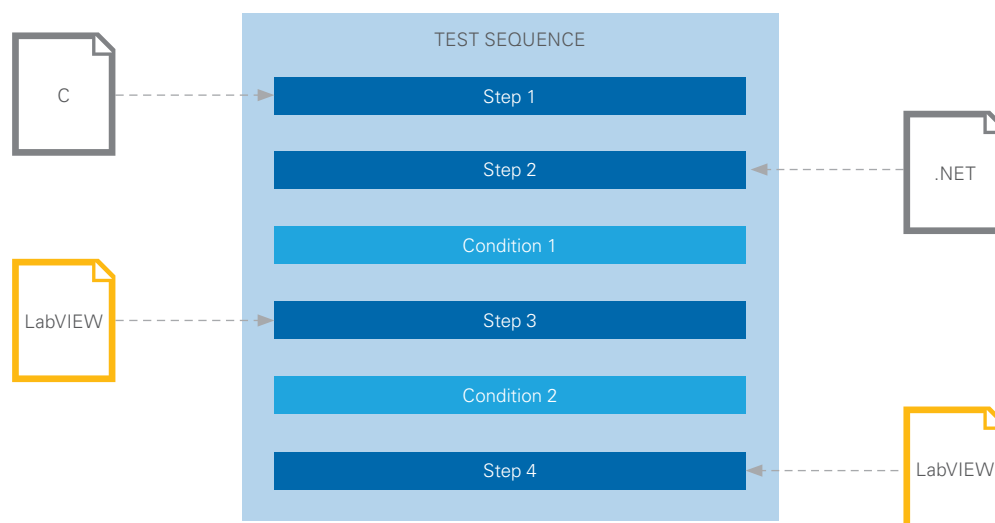 TEST SEQUENCE
C
Step 1
Step 2
.NET
Condition 1
LabVIEW
Step 3
Condition 2
Step 4
LabVIEW